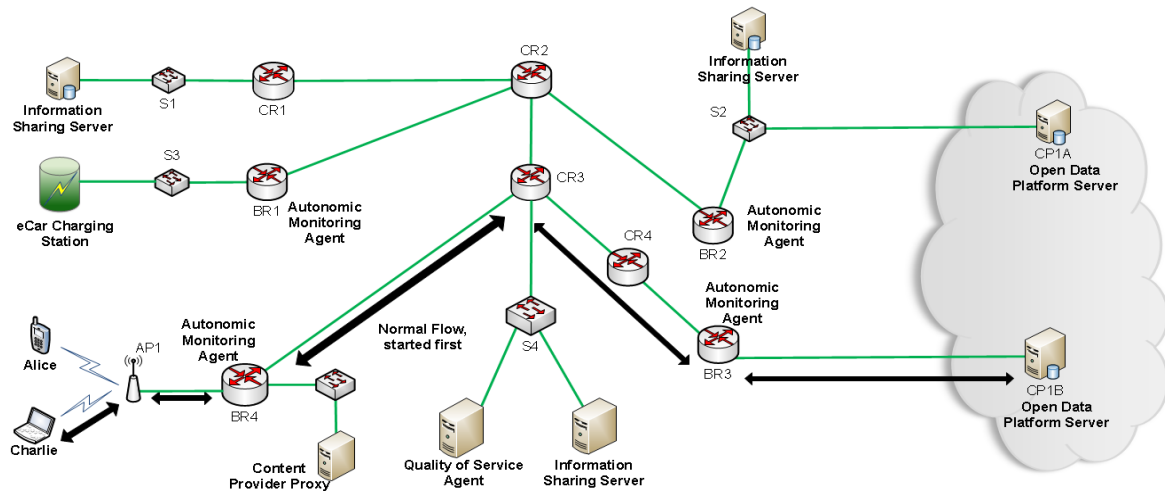 CR2
Information
Sharing Server
S1
CR1
Information
Sharing Server
S2
CP1A
Open Data
Platform Server
S3
eCar Charging
Station
BR1
Autonomic
Monitoring
Agent
CR3
CR4
BR2
Autonomic
Monitoring
Agent
Autonomic
Monitoring
Agent
Normal Flow,
started first
Alice
AP1
Autonomic
Monitoring
Agent
BR4
S4
BR3
CP1B
Open Data
Platform Server
Charlie
Content
Provider Proxy
Quality of Service
Agent
Information
Sharing Server